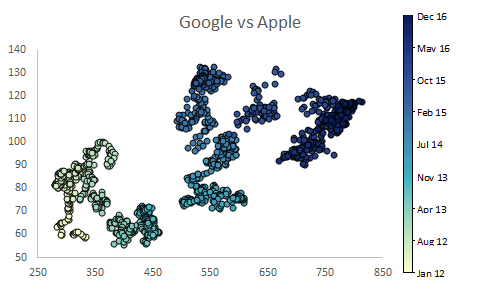 Google vs Apple
140
130
120
110
100
90
80
70
60
50
250 350 450 550 650 750 850
Dec 16
May 16
Oct 15
Feb 15
Jul 14
Nov 13
Apr 13
Aug 12
Jan 12